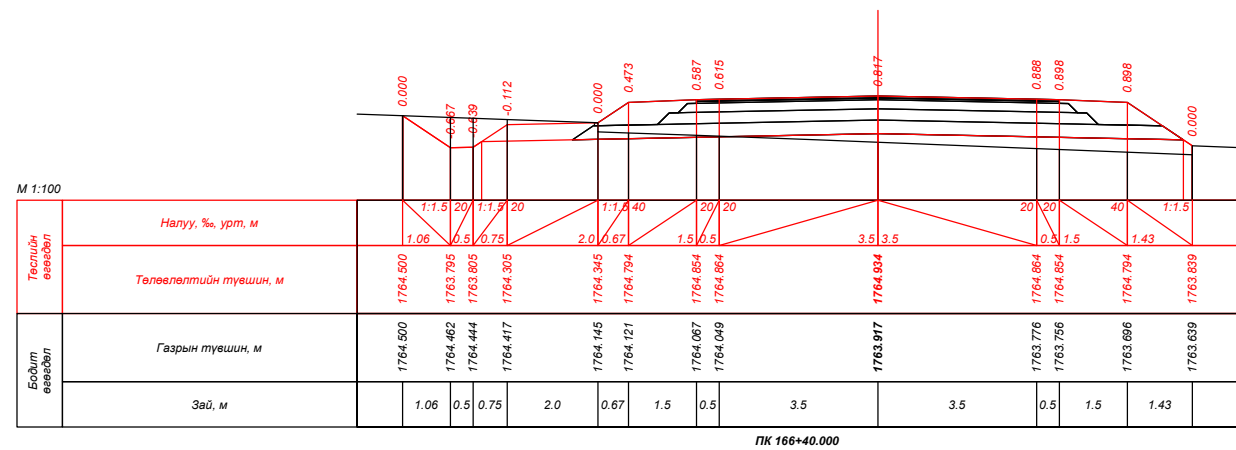 0.000 -0.667 -0.639 -0.112 0.000 0.473 0.587 0.615 0.817 0.888 0.898 0.898 0.000
М 1:100
Төслийн өгөгдөл
Налуу, ‰, урт, м
1:1.5 20 1:1.5 20 1:1.5 40 20 20 20 20 40 1:1.5
1.06 0.5 0.75 2.0 0.67 1.5 0.5 3.5 3.5 0.5 1.5 1.43
Төлөвлөлтийн түвшин, м
1764.500 1763.795 1763.805 1764.305 1764.345 1764.794 1764.854 1764.864 1764.934 1764.864 1764.854 1764.794 1763.839
Бодит өгөгдөл
Газрын түвшин, м
1764.500 1764.462 1764.444 1764.417 1764.145 1764.121 1764.067 1764.049 1763.917 1763.776 1763.756 1763.696 1763.639
Зай, м
1.06 0.5 0.75 2.0 0.67 1.5 0.5 3.5 3.5 0.5 1.5 1.43
ПК 166+40.000